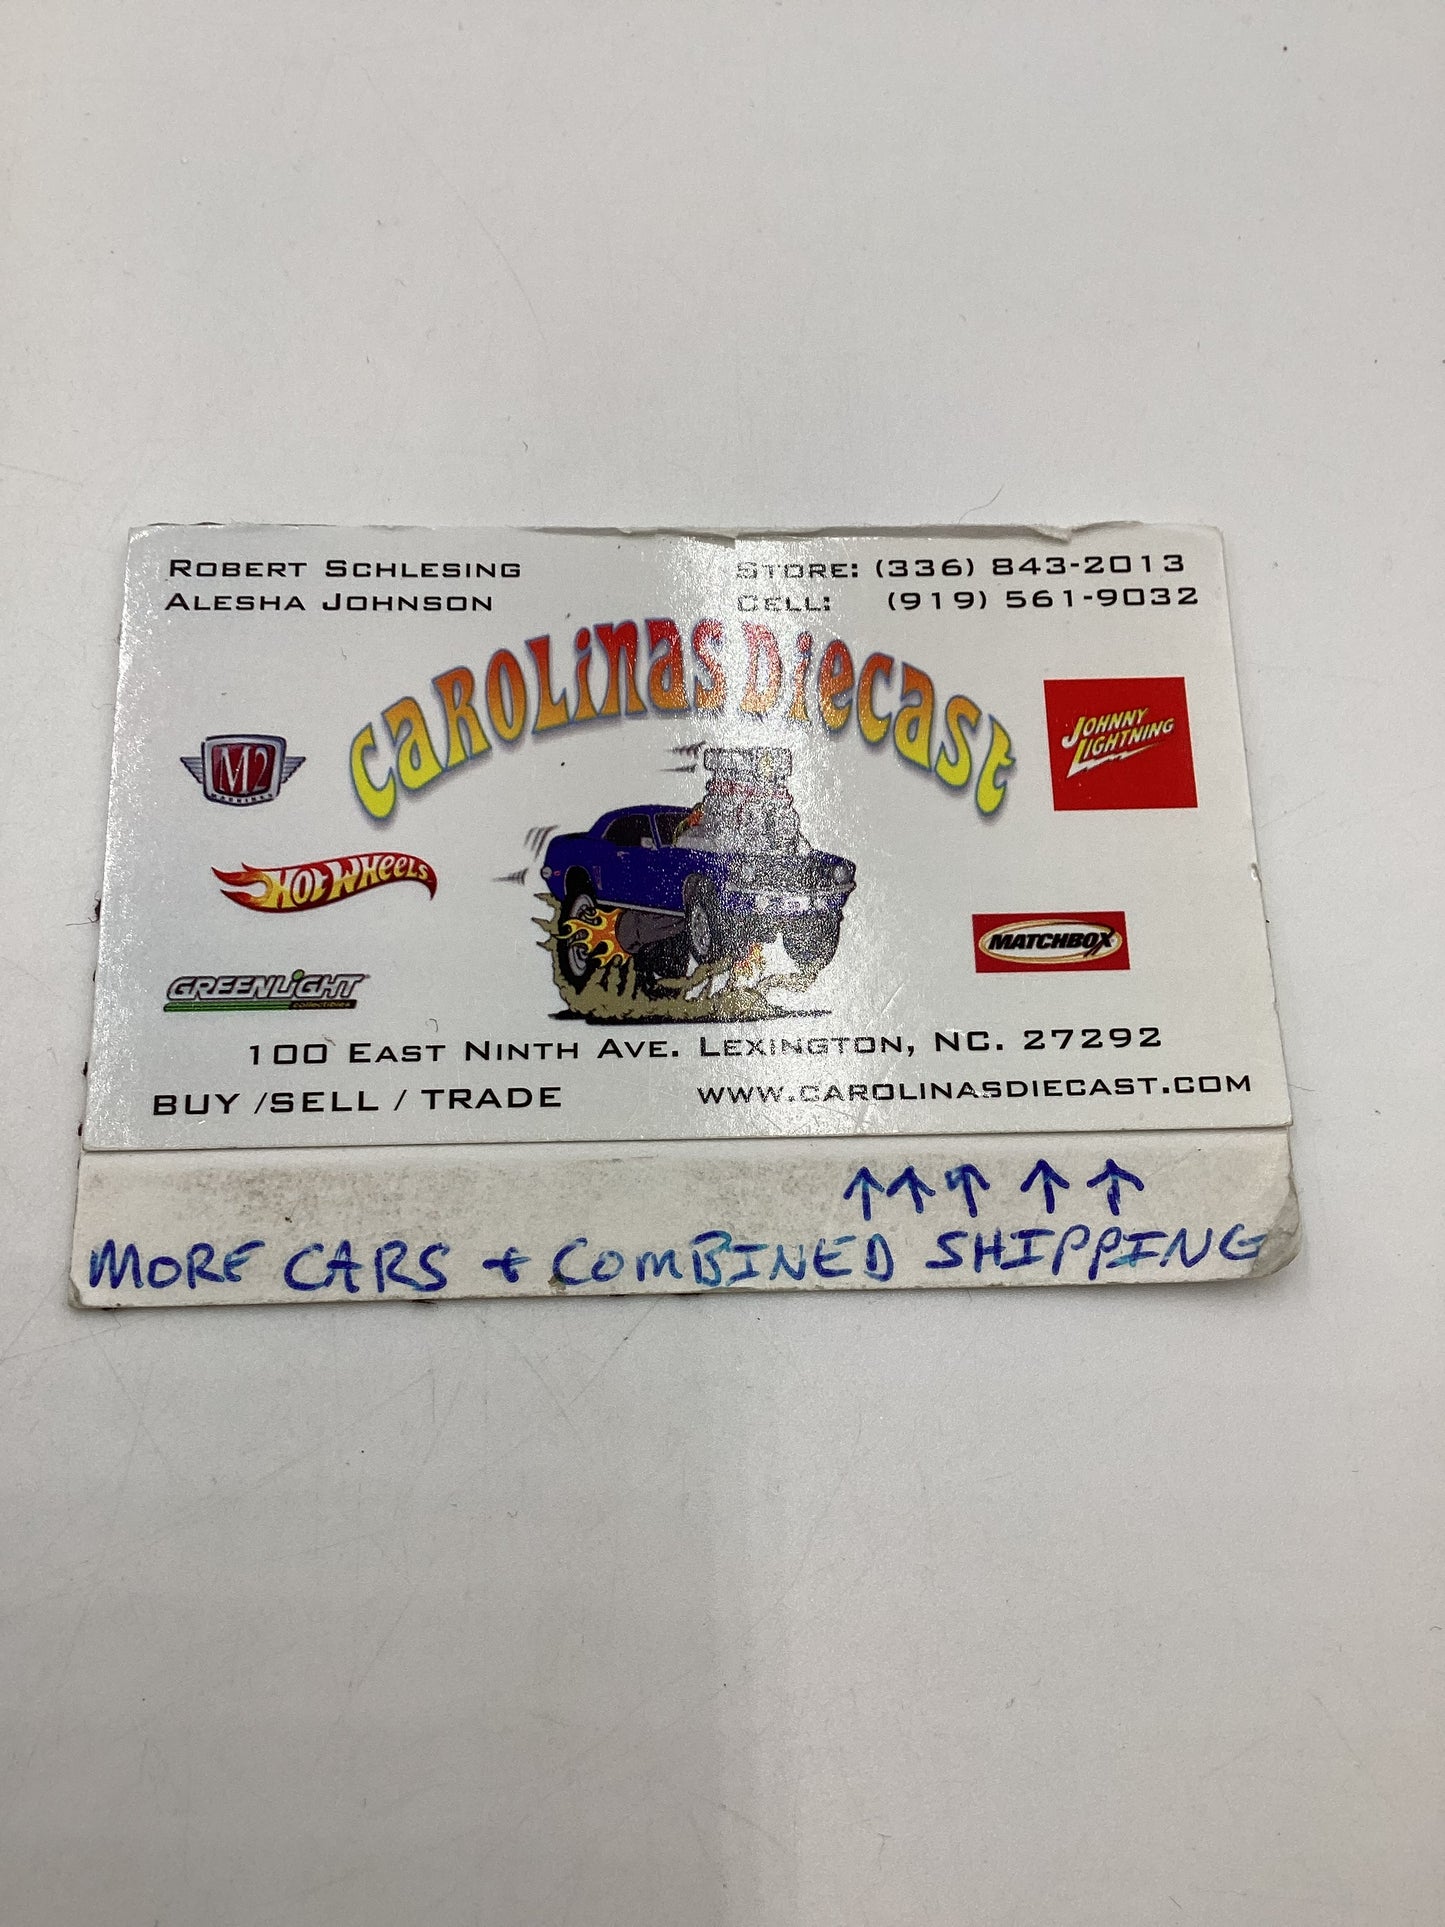 ROBERT SCHLESING
ALESHA JOHNSON
STORE: (336) 843-2013
CELL: (919) 561-9032
CAROLINAS DIECAST
M2
MACHINES
JOHNNY
LIGHTNING
HOT WHEELS
MATCHBOX
GREENLIGHT
collectibles
100 EAST NINTH AVE. LEXINGTON, NC. 27292
BUY /SELL / TRADE
WWW.CAROLINASDIECAST.COM
↑ ↑ ↑ ↑ ↑
MORE CARS + COMBINED SHIPPING